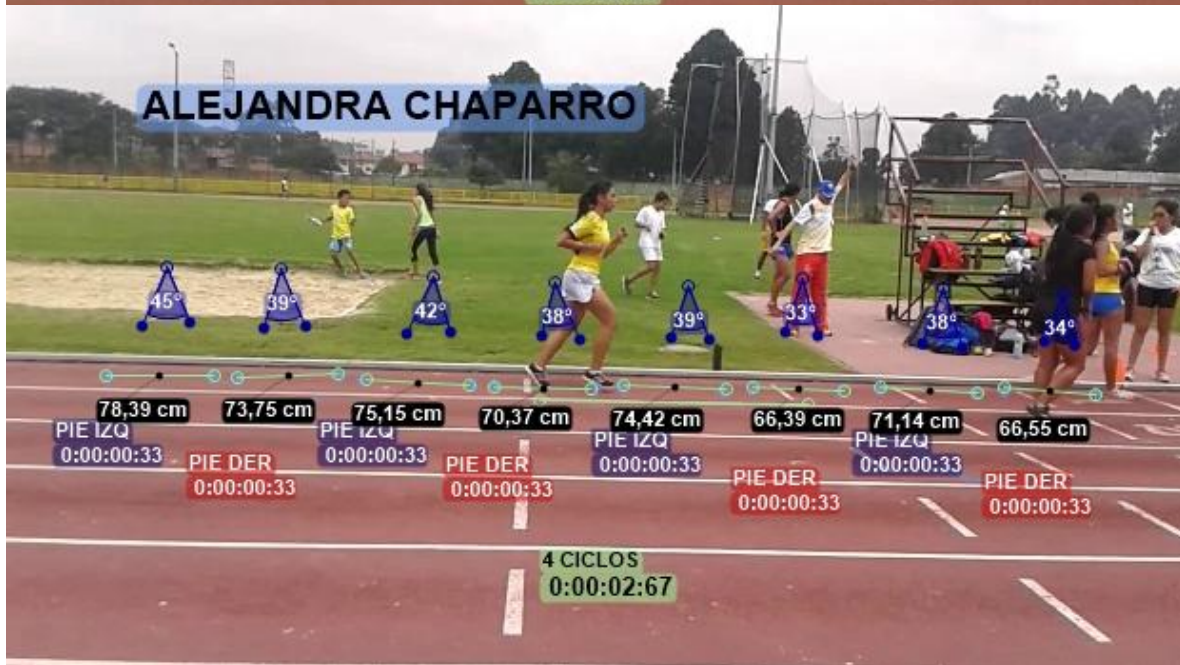 ALEJANDRA CHAPARRO
45° 39° 42° 38° 39° 33° 38° 34°
78,39 cm 73,75 cm 75,15 cm 70,37 cm 74,42 cm 66,39 cm 71,14 cm 66,55 cm
PIE IZQ
0:00:00:33
PIE DER
0:00:00:33
PIE IZQ
0:00:00:33
PIE DER
0:00:00:33
PIE IZQ
0:00:00:33
PIE DER
0:00:00:33
PIE IZQ
0:00:00:33
PIE DER
0:00:00:33
4 CICLOS
0:00:02:67